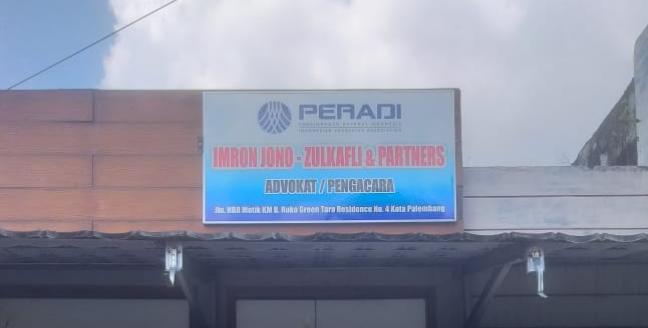 PERADI
PERHIMPUNAN ADVOKAT INDONESIA
INDONESIAN ADVOCATES ASSOCIATION
IMRON JONO - ZULKAFLI & PARTNERS
ADVOKAT / PENGACARA
Jln. HBR Motik KM 8. Ruko Green Tara Residence No. 4 Kota Palembang